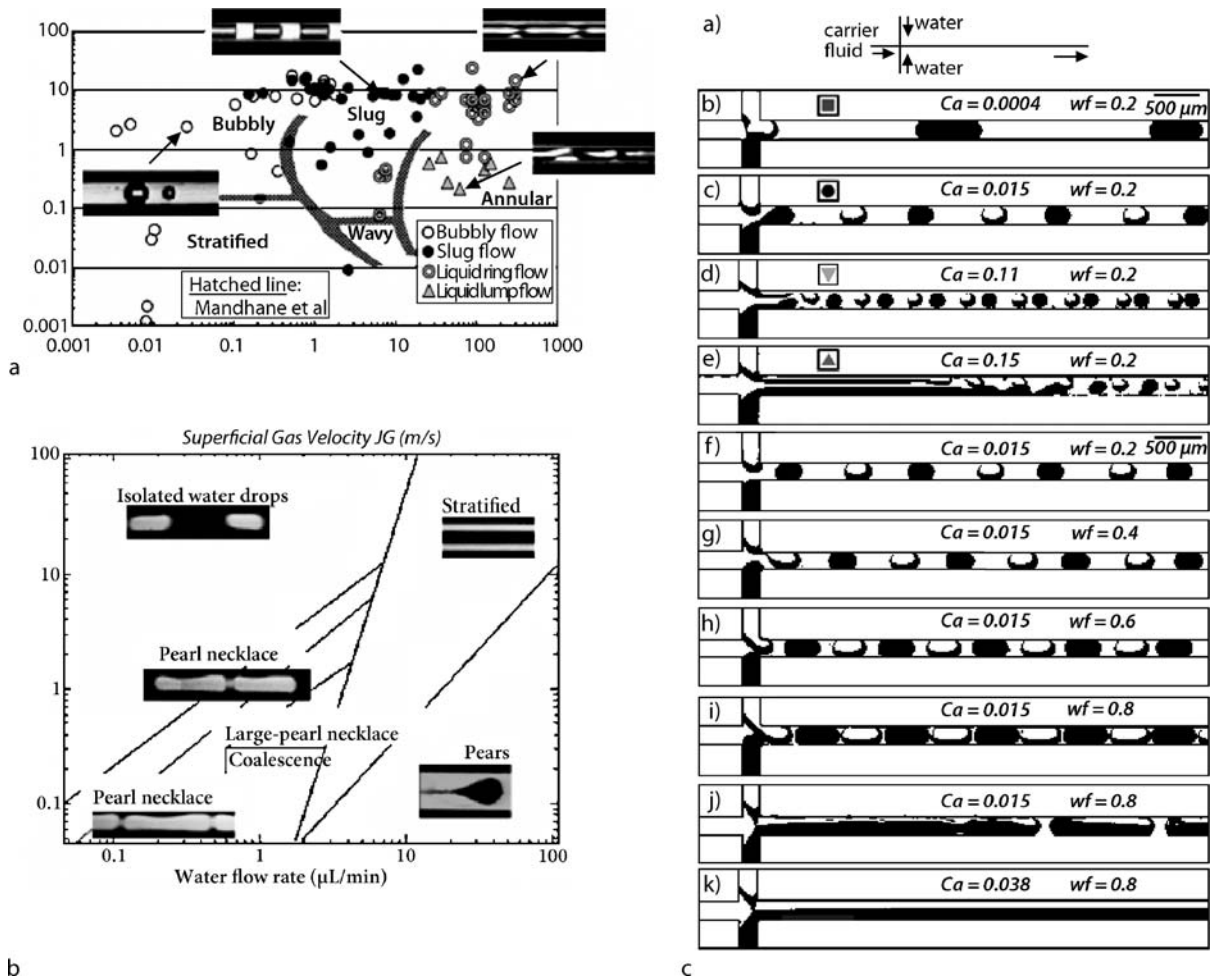 100
10
1
0.1
0.01
0.001
Bubbly
Slug
Annular
Stratified
Wavy
Bubbly flow
Slug flow
Liquid ring flow
Liquid lump flow
Hatched line:
Mandhane et al
0.001 0.01 0.1 1 10 100 1000
a
Superficial Gas Velocity JG (m/s)
100
10
1
0.1
Isolated water drops
Stratified
Pearl necklace
Large-pearl necklace
Coalescence
Pears
Pearl necklace
0.1 1 10 100
Water flow rate (μL/min)
b
a)
water
carrier
fluid
water
b) Ca = 0.0004 wf = 0.2 500 μm
c) Ca = 0.015 wf = 0.2
d) Ca = 0.11 wf = 0.2
e) Ca = 0.15 wf = 0.2
f) Ca = 0.015 wf = 0.2 500 μm
g) Ca = 0.015 wf = 0.4
h) Ca = 0.015 wf = 0.6
i) Ca = 0.015 wf = 0.8
j) Ca = 0.015 wf = 0.8
k) Ca = 0.038 wf = 0.8
c